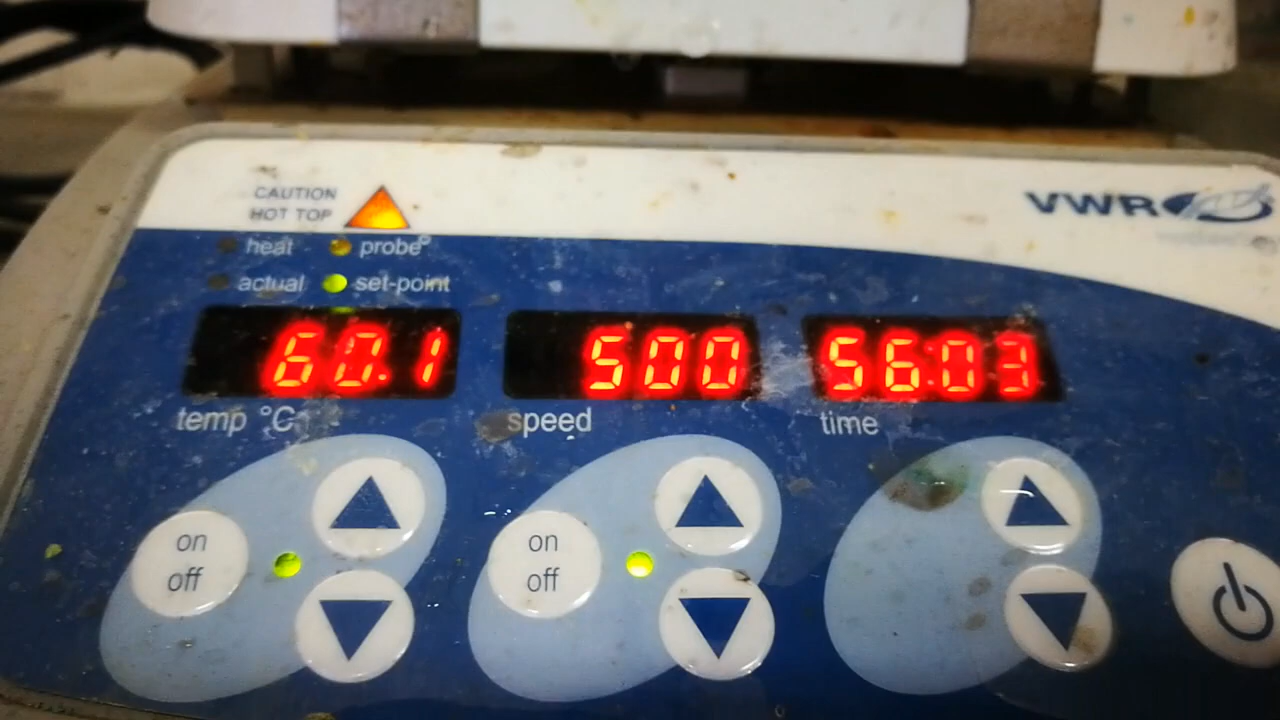 CAUTION
HOT TOP
VWR
heat probe
actual set-point
60.1 500 56:03
temp °C speed time
on
off
on
off